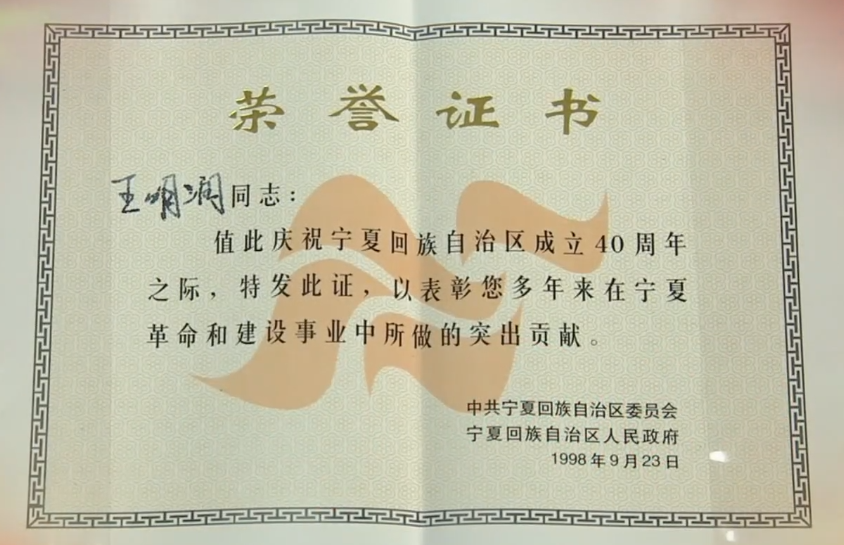 荣誉证书
王明润同志：
值此庆祝宁夏回族自治区成立40周年
之际，特发此证，以表彰您多年来在宁夏
革命和建设事业中所做的突出贡献。
中共宁夏回族自治区委员会
宁夏回族自治区人民政府
1998年9月23日